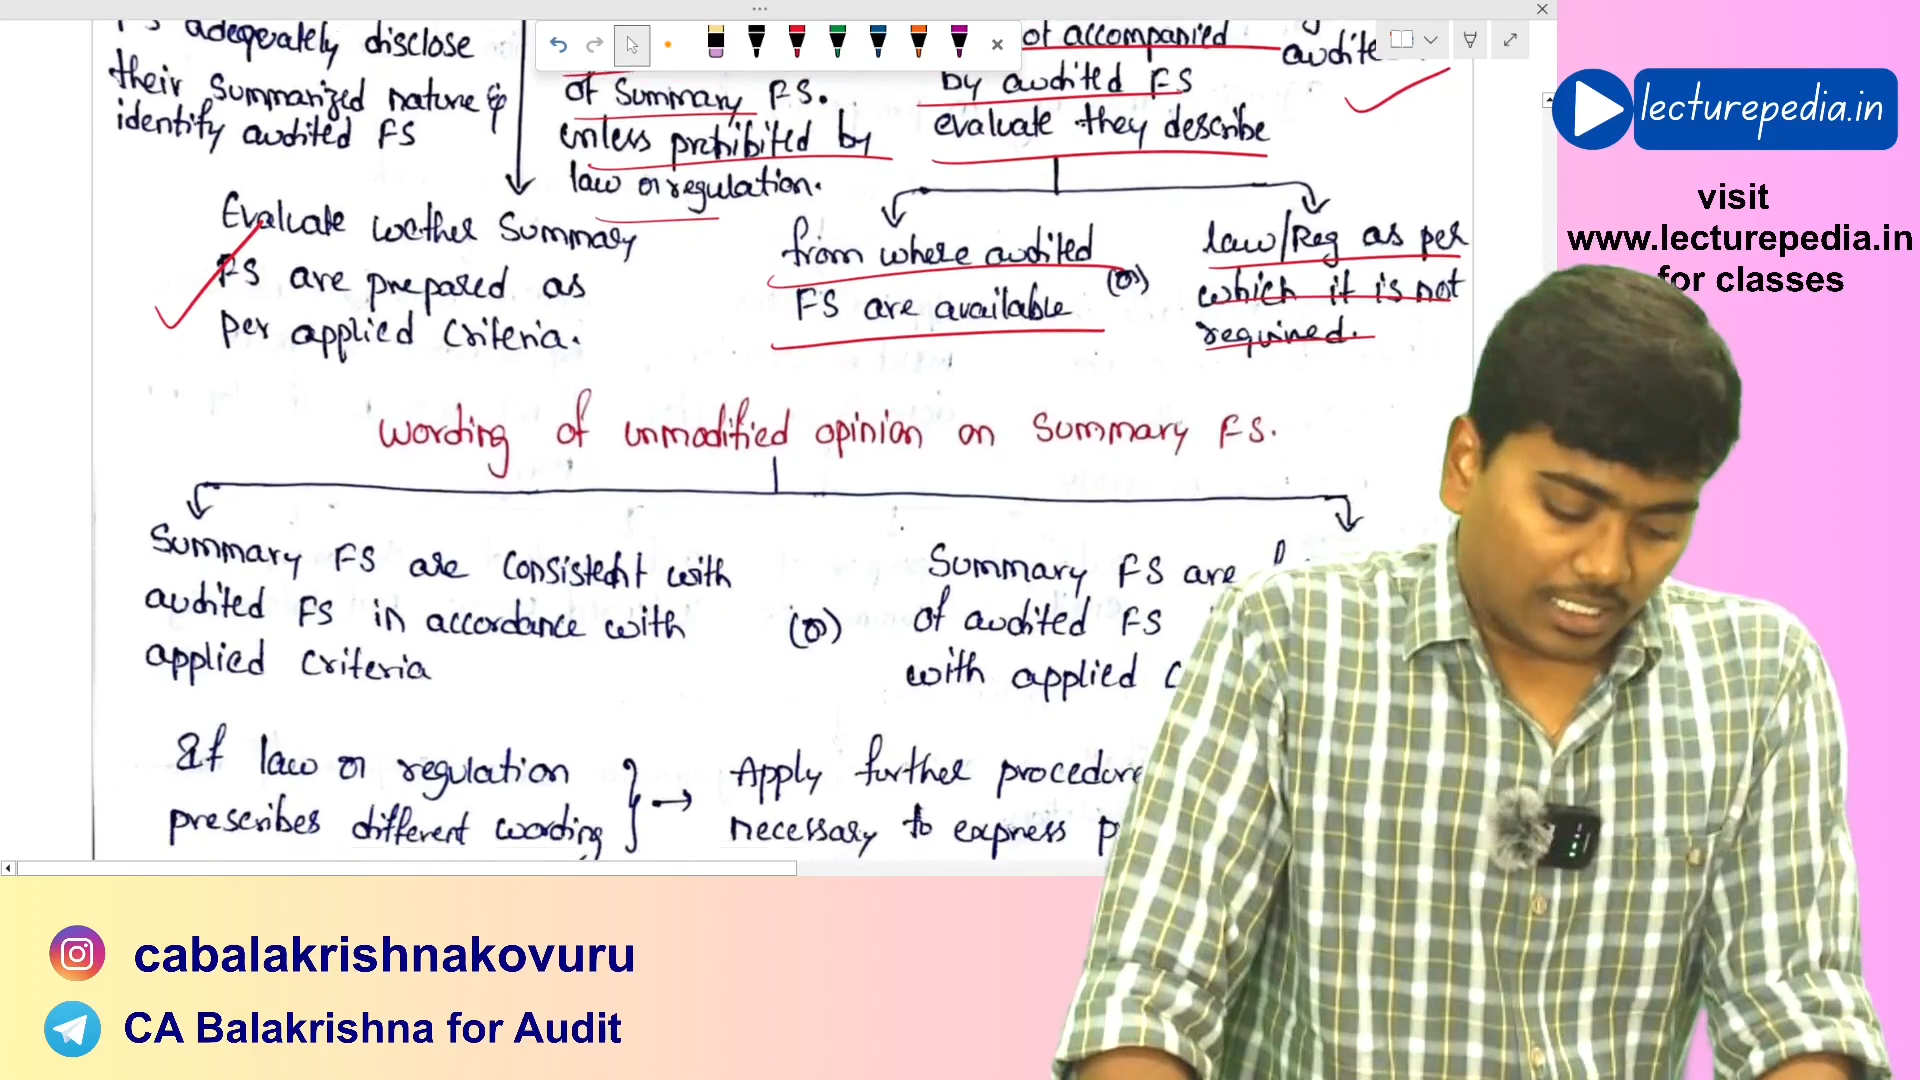 FS adequately disclose
their summarized nature &
identify audited FS
of summary FS.
unless prohibited by
law or regulation.
ot accompanied
by audited FS
evaluate they describe
audite
Evaluate wether summary
FS are prepared as
per applied criteria.
from where audited
FS are available
(or)
law/Reg as per
which it is not
required.
Wording of unmodified opinion on Summary FS.
Summary FS are consistent with
audited FS in accordance with
applied criteria
(or)
Summary FS are
of audited FS
with applied c
If law or regulation
prescribes different wording
Apply further procedure
necessary to express
lecturepedia.in
visit
www.lecturepedia.in
for classes
cabalakrishnakovuru
CA Balakrishna for Audit